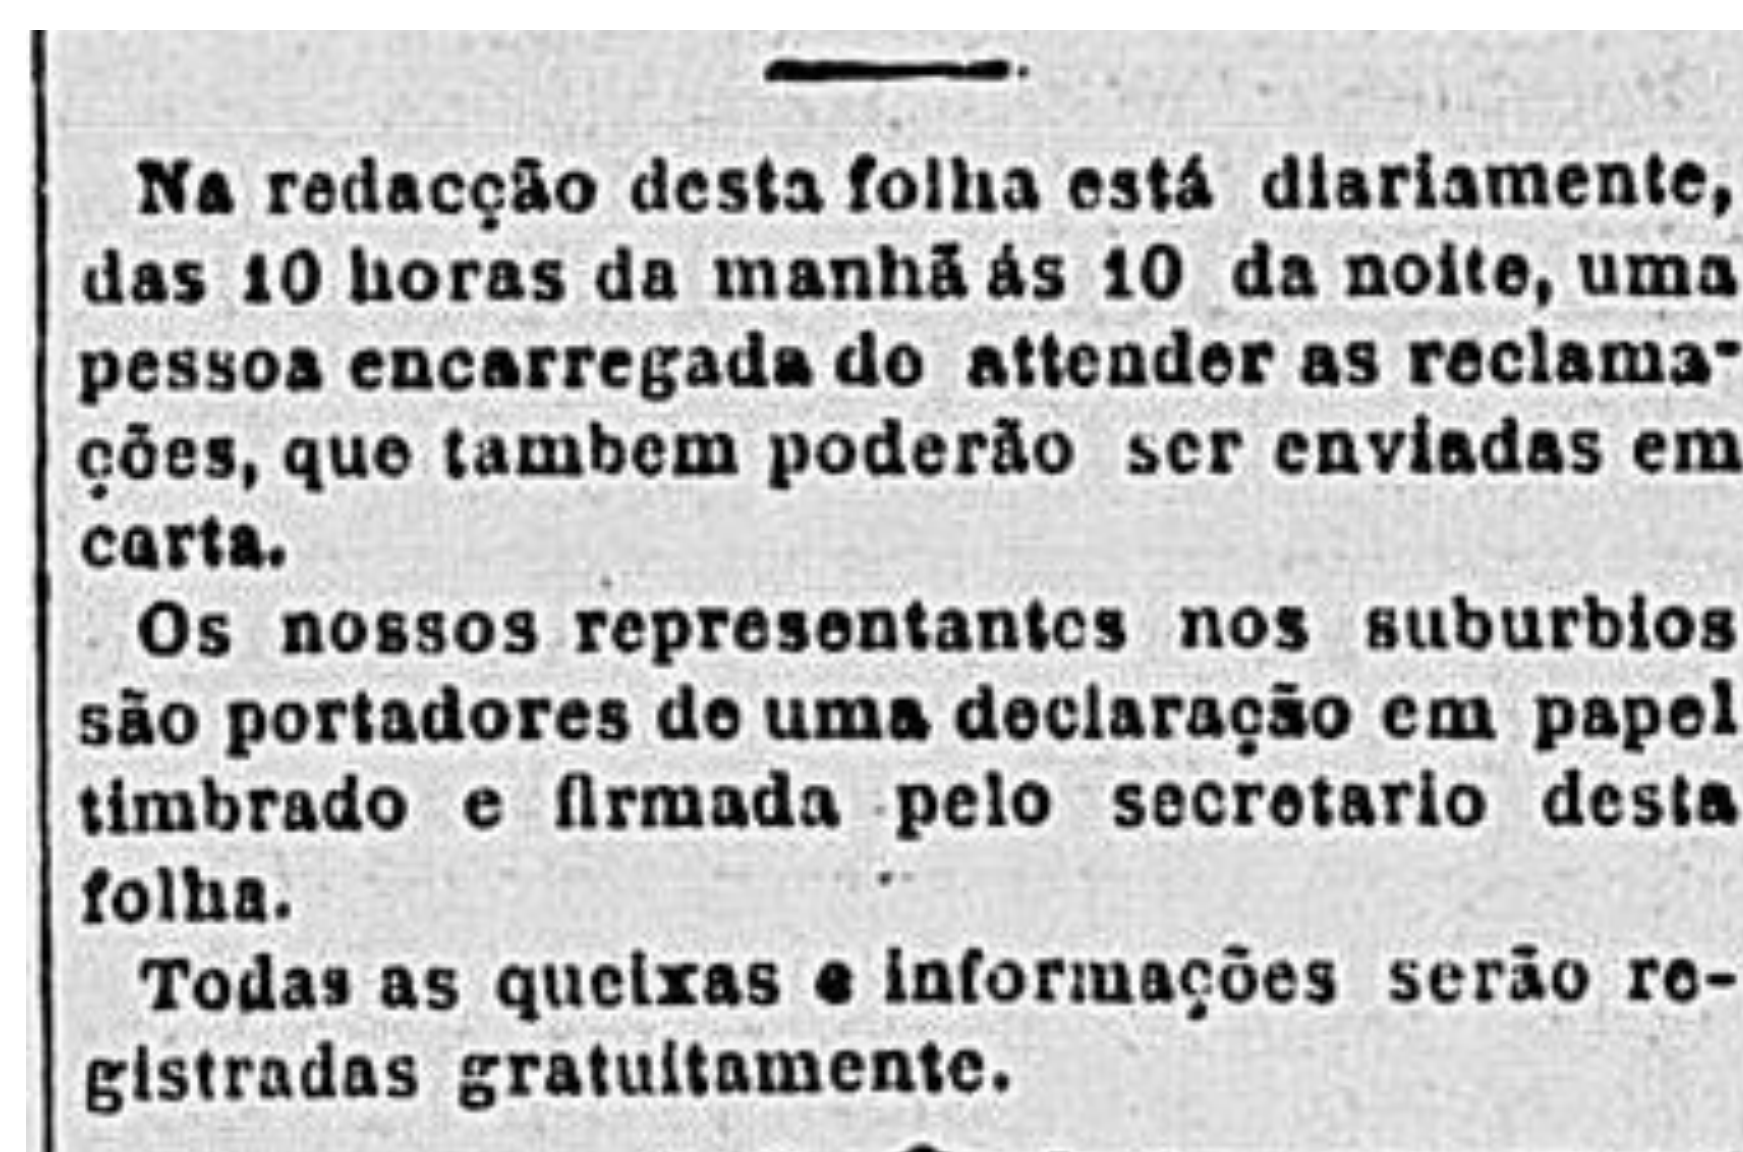 Na redacção desta folha está diariamente,
das 10 horas da manhã ás 10 da noite, uma
pessoa encarregada de attender as reclama-
ções, que tambem poderão ser enviadas em
carta.
Os nossos representantes nos suburbios
são portadores de uma declaração em papel
timbrado e firmada pelo secretario desta
folha.
Todas as queixas e informações serão re-
gistradas gratuitamente.